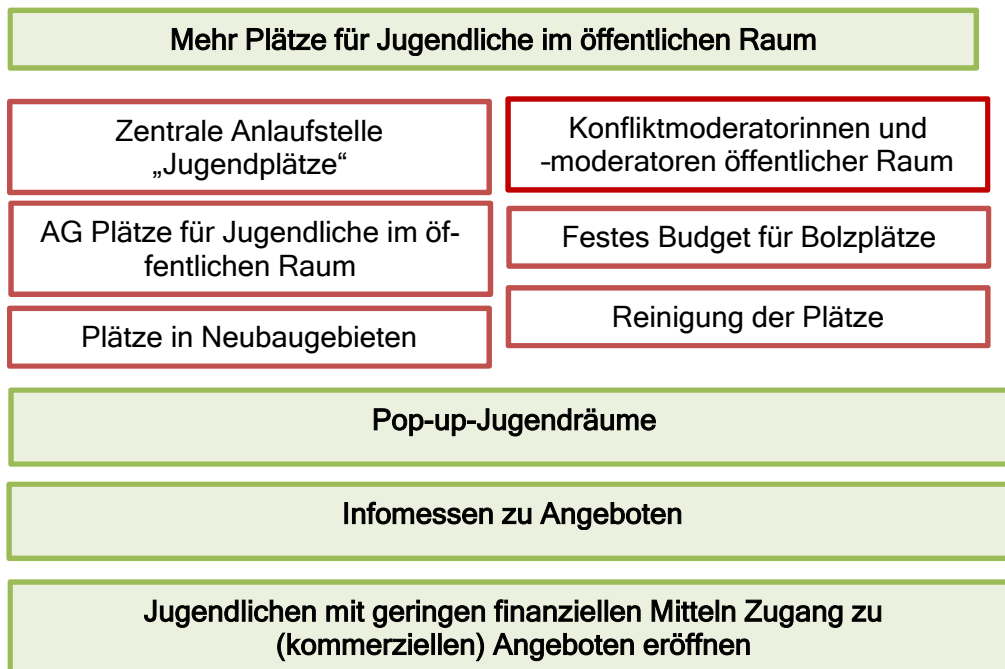 Mehr Plätze für Jugendliche im öffentlichen Raum
Zentrale Anlaufstelle
„Jugendplätze“
Konfliktmoderatorinnen und
-moderatoren öffentlicher Raum
AG Plätze für Jugendliche im öf-
fentlichen Raum
Festes Budget für Bolzplätze
Plätze in Neubaugebieten
Reinigung der Plätze
Pop-up-Jugendräume
Infomessen zu Angeboten
Jugendlichen mit geringen finanziellen Mitteln Zugang zu
(kommerziellen) Angeboten eröffnen